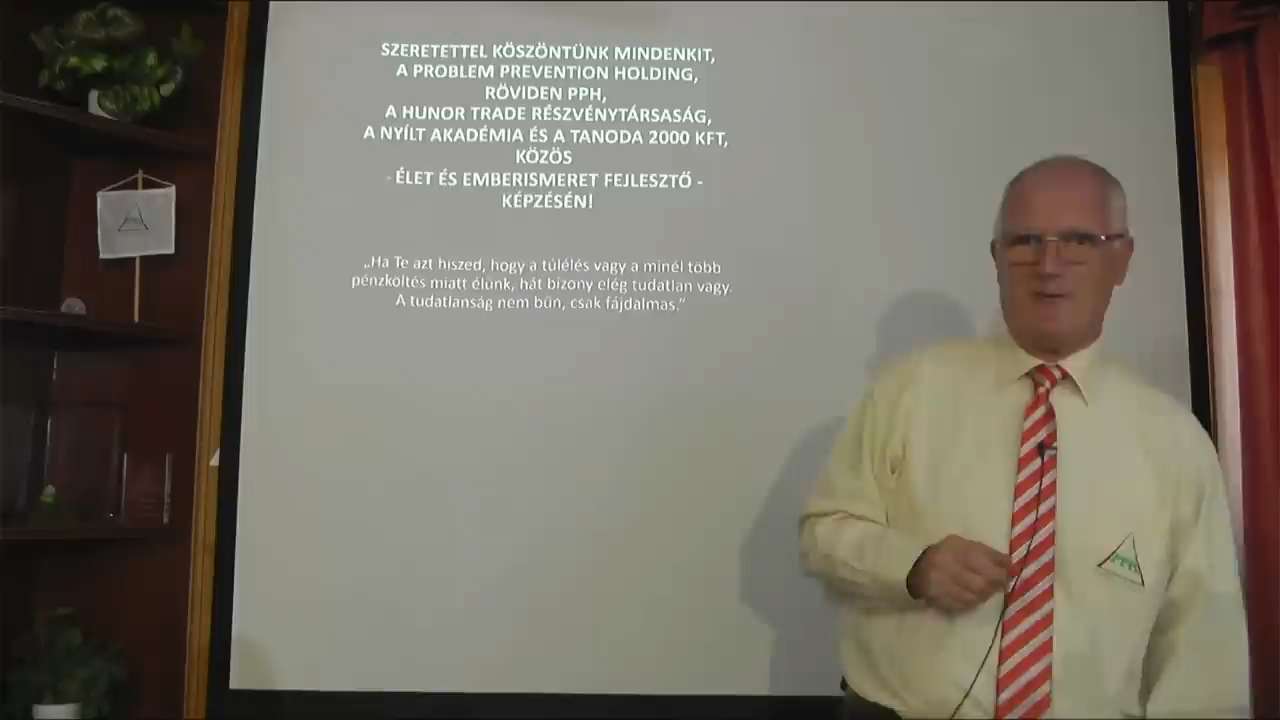 SZERETETTEL KÖSZÖNTÜNK MINDENKIT,
A PROBLEM PREVENTION HOLDING,
RÖVIDEN PPH,
A HUNOR TRADE RÉSZVÉNYTÁRSASÁG,
A NYÍLT AKADÉMIA ÉS A TANODA 2000 KFT,
KÖZÖS
- ÉLET ÉS EMBERISMERET FEJLESZTŐ -
KÉPZÉSÉN!
„Ha Te azt hiszed, hogy a túlélés vagy a minél több
pénzköltés miatt élünk, hát bizony elég tudatlan vagy.
A tudatlanság nem bűn, csak fájdalmas.”
PPH